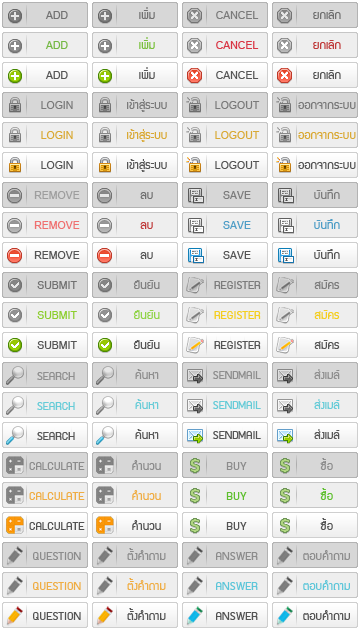 ADD เพิ่ม CANCEL ยกเลิก
ADD เพิ่ม CANCEL ยกเลิก
ADD เพิ่ม CANCEL ยกเลิก
LOGIN เข้าสู่ระบบ LOGOUT ออกจากระบบ
LOGIN เข้าสู่ระบบ LOGOUT ออกจากระบบ
LOGIN เข้าสู่ระบบ LOGOUT ออกจากระบบ
REMOVE ลบ SAVE บันทึก
REMOVE ลบ SAVE บันทึก
REMOVE ลบ SAVE บันทึก
SUBMIT ยืนยัน REGISTER สมัคร
SUBMIT ยืนยัน REGISTER สมัคร
SUBMIT ยืนยัน REGISTER สมัคร
SEARCH ค้นหา SENDMAIL ส่งเมล์
SEARCH ค้นหา SENDMAIL ส่งเมล์
SEARCH ค้นหา SENDMAIL ส่งเมล์
CALCULATE คำนวน BUY ซื้อ
CALCULATE คำนวน BUY ซื้อ
CALCULATE คำนวน BUY ซื้อ
QUESTION ตั้งคำถาม ANSWER ตอบคำถาม
QUESTION ตั้งคำถาม ANSWER ตอบคำถาม
QUESTION ตั้งคำถาม ANSWER ตอบคำถาม